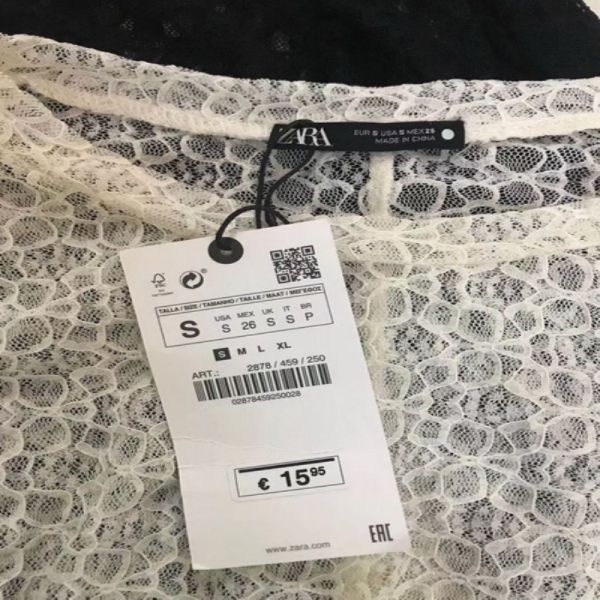 ZARA
EUR S USA S MEX 26
MADE IN CHINA
FSC
TALLA / SIZE / TAMANHO / TAILLE / MAAT / ΜΕΓΕΘΟΣ
S
USA MEX UK IT BR
S 26 S S P
S M L XL
ART.: 2878 / 459 / 250
02878459250028
€ 15 95
www.zara.com
EAC